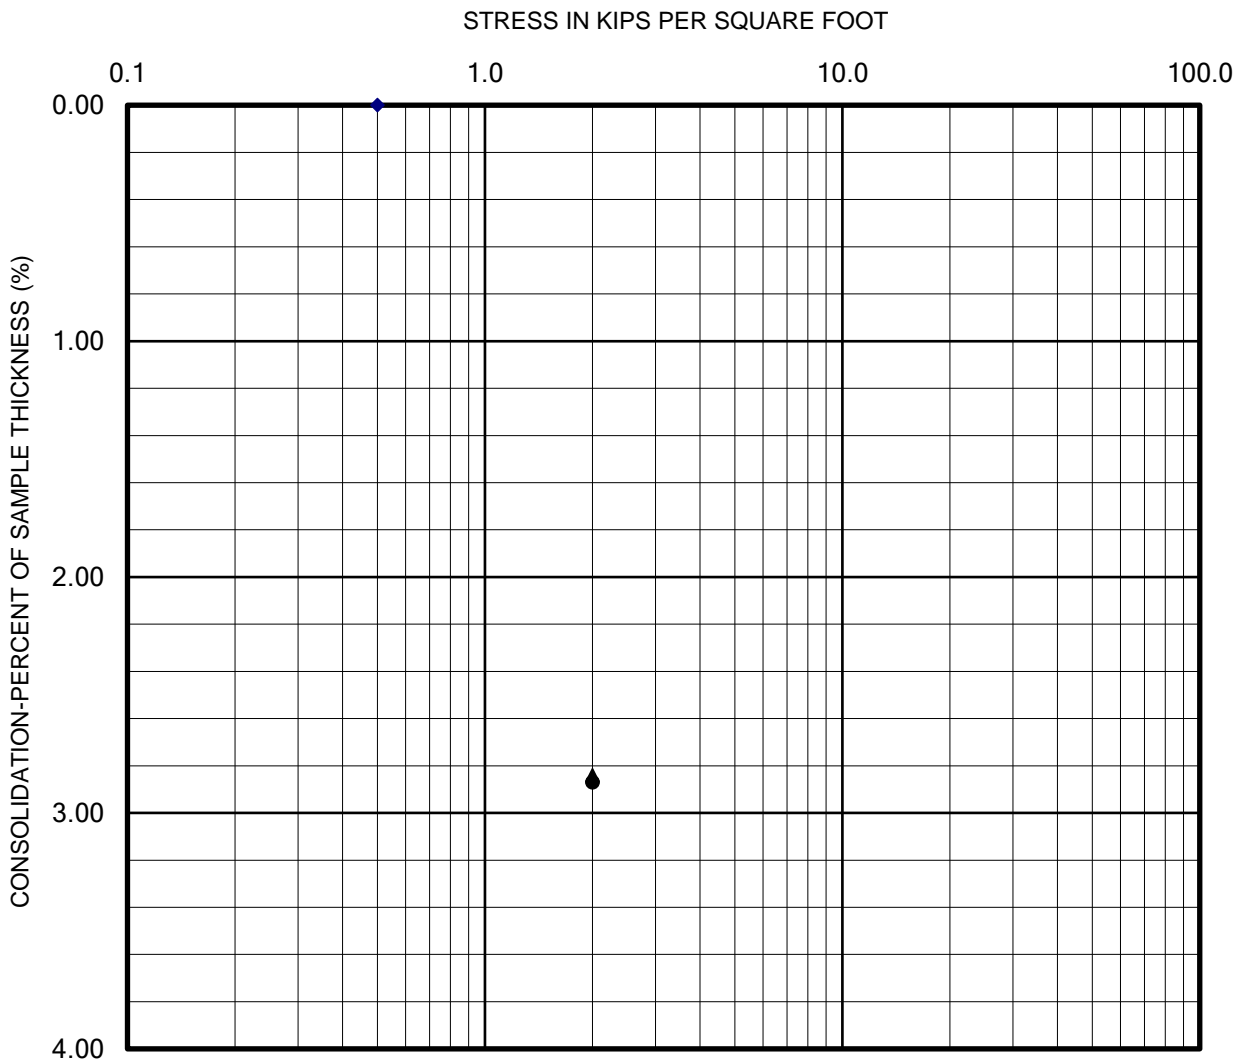 STRESS IN KIPS PER SQUARE FOOT
0.1 1.0 10.0 100.0
0.00
1.00
2.00
3.00
4.00
CONSOLIDATION-PERCENT OF SAMPLE THICKNESS (%)